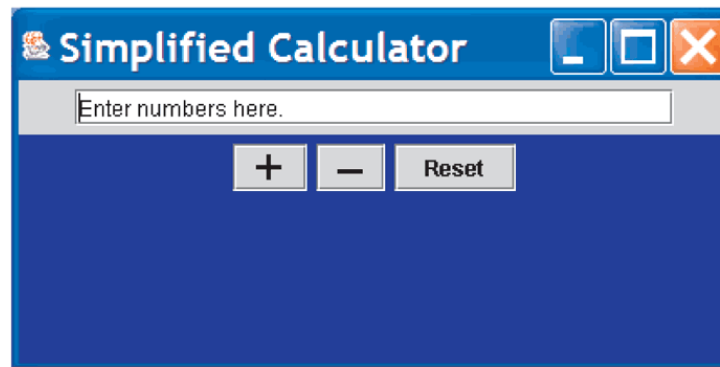 Simplified Calculator
Enter numbers here.
+ – Reset